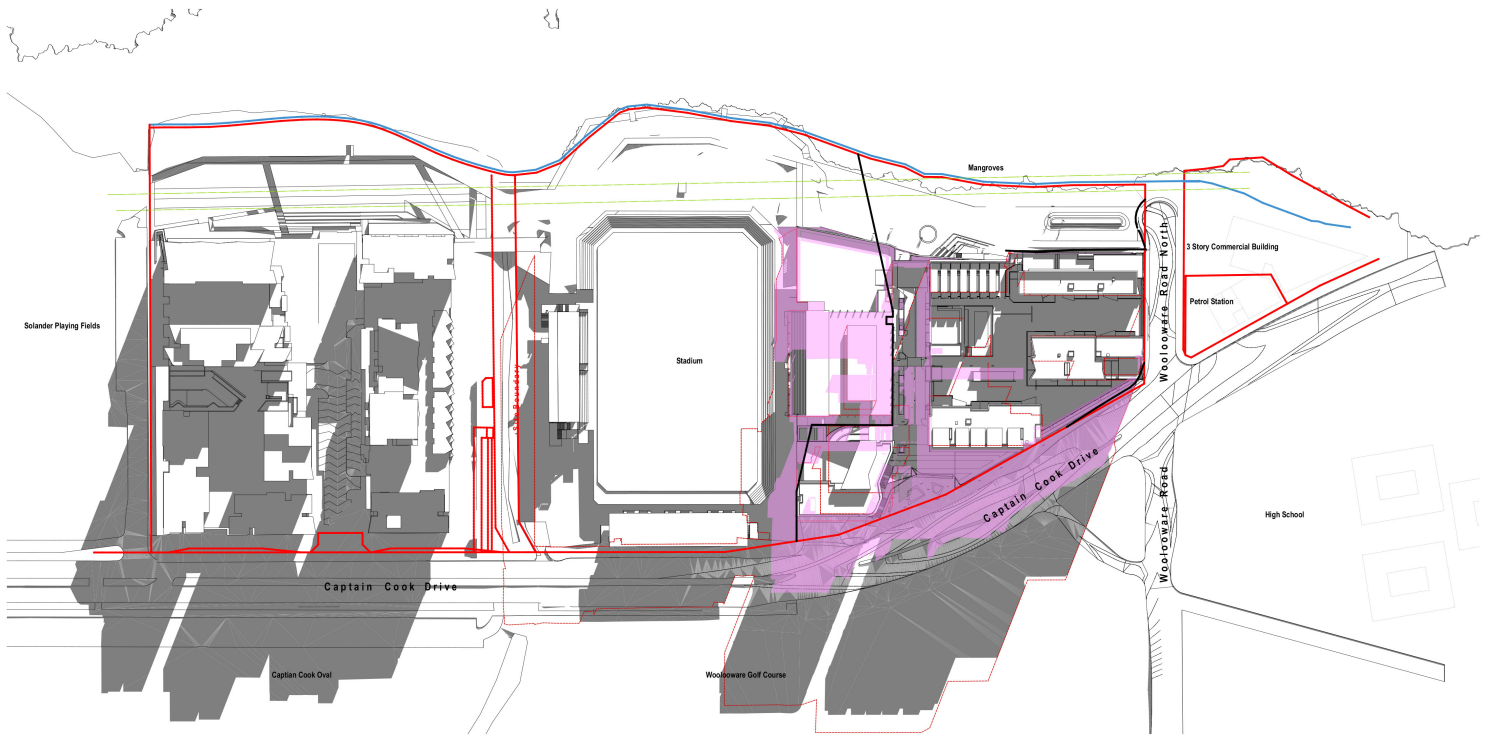 Mangroves
3 Story Commercial Building
Woolooware Road North
Petrol Station
Solander Playing Fields
Stadium
Captain Cook Drive
Woolooware Road
High School
Captain Cook Drive
Captian Cook Oval
Woolooware Golf Course